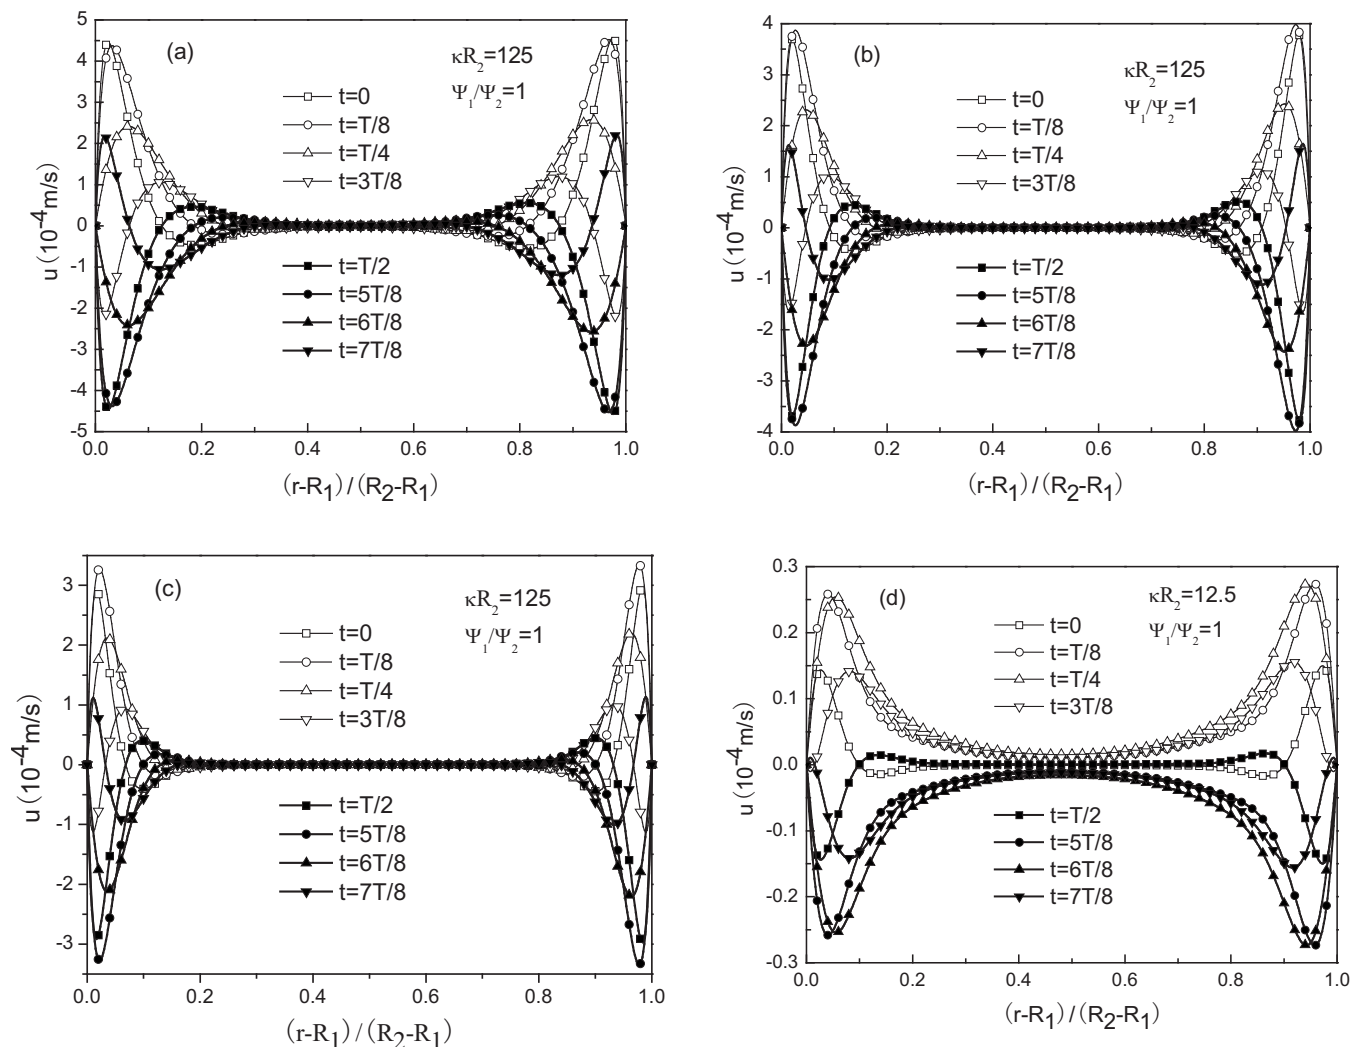 (a)
κR2=125
Ψ1/Ψ2=1
t=0
t=T/8
t=T/4
t=3T/8
t=T/2
t=5T/8
t=6T/8
t=7T/8
5
4
3
2
1
0
-1
-2
-3
-4
-5
u (10-4m/s)
0.0 0.2 0.4 0.6 0.8 1.0
(r-R1)/(R2-R1)
(b)
κR2=125
Ψ1/Ψ2=1
t=0
t=T/8
t=T/4
t=3T/8
t=T/2
t=5T/8
t=6T/8
t=7T/8
4
3
2
1
0
-1
-2
-3
-4
u (10-4m/s)
0.0 0.2 0.4 0.6 0.8 1.0
(r-R1)/(R2-R1)
(c)
κR2=125
Ψ1/Ψ2=1
t=0
t=T/8
t=T/4
t=3T/8
t=T/2
t=5T/8
t=6T/8
t=7T/8
3
2
1
0
-1
-2
-3
u (10-4m/s)
0.0 0.2 0.4 0.6 0.8 1.0
(r-R1)/(R2-R1)
(d)
κR2=12.5
Ψ1/Ψ2=1
t=0
t=T/8
t=T/4
t=3T/8
t=T/2
t=5T/8
t=6T/8
t=7T/8
0.3
0.2
0.1
0.0
-0.1
-0.2
-0.3
u (10-4m/s)
0.0 0.2 0.4 0.6 0.8 1.0
(r-R1)/(R2-R1)